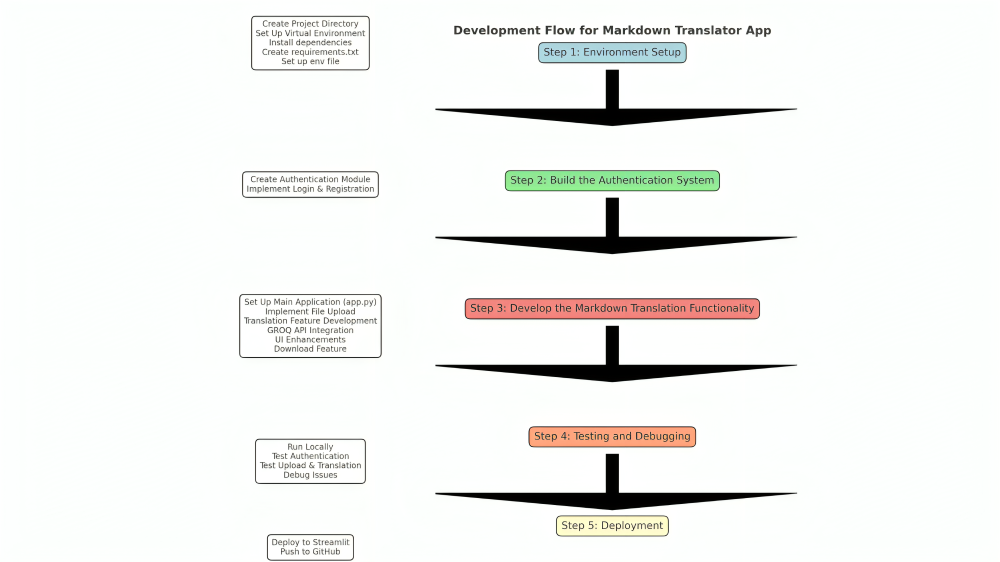 Development Flow for Markdown Translator App
Create Project Directory
Set Up Virtual Environment
Install dependencies
Create requirements.txt
Set up env file
Step 1: Environment Setup
Create Authentication Module
Implement Login & Registration
Step 2: Build the Authentication System
Set Up Main Application (app.py)
Implement File Upload
Translation Feature Development
GROQ API Integration
UI Enhancements
Download Feature
Step 3: Develop the Markdown Translation Functionality
Run Locally
Test Authentication
Test Upload & Translation
Debug Issues
Step 4: Testing and Debugging
Deploy to Streamlit
Push to GitHub
Step 5: Deployment